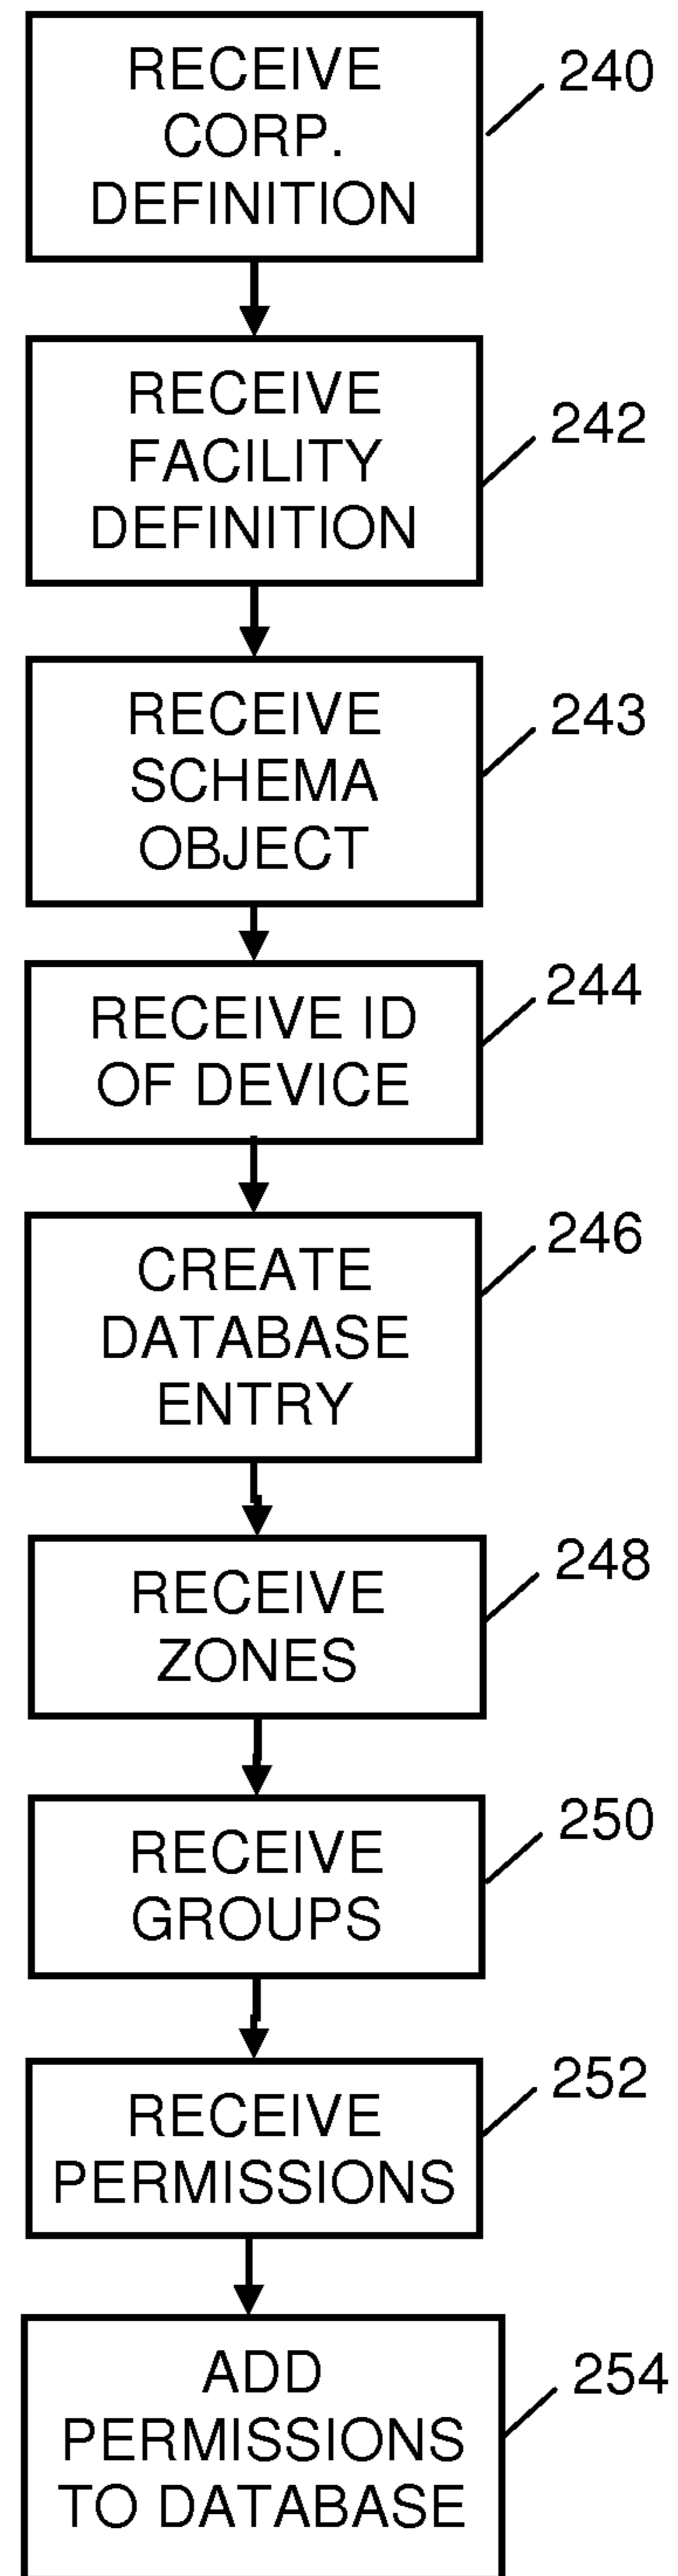 RECEIVE
CORP.
DEFINITION
240
RECEIVE
FACILITY
DEFINITION
242
RECEIVE
SCHEMA
OBJECT
243
RECEIVE ID
OF DEVICE
244
CREATE
DATABASE
ENTRY
246
RECEIVE
ZONES
248
RECEIVE
GROUPS
250
RECEIVE
PERMISSIONS
252
ADD
PERMISSIONS
TO DATABASE
254